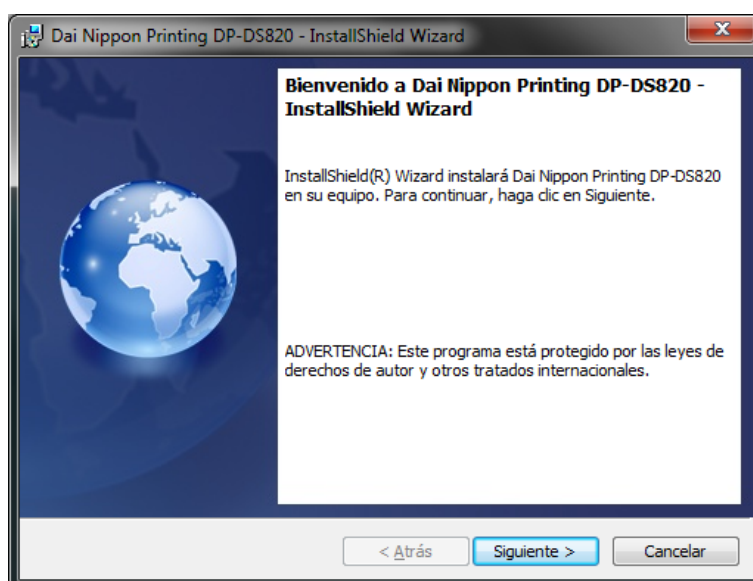 Dai Nippon Printing DP-DS820 - InstallShield Wizard
Bienvenido a Dai Nippon Printing DP-DS820 -
InstallShield Wizard
InstallShield(R) Wizard instalará Dai Nippon Printing DP-DS820
en su equipo. Para continuar, haga clic en Siguiente.
ADVERTENCIA: Este programa está protegido por las leyes de
derechos de autor y otros tratados internacionales.
< Atrás
Siguiente >
Cancelar